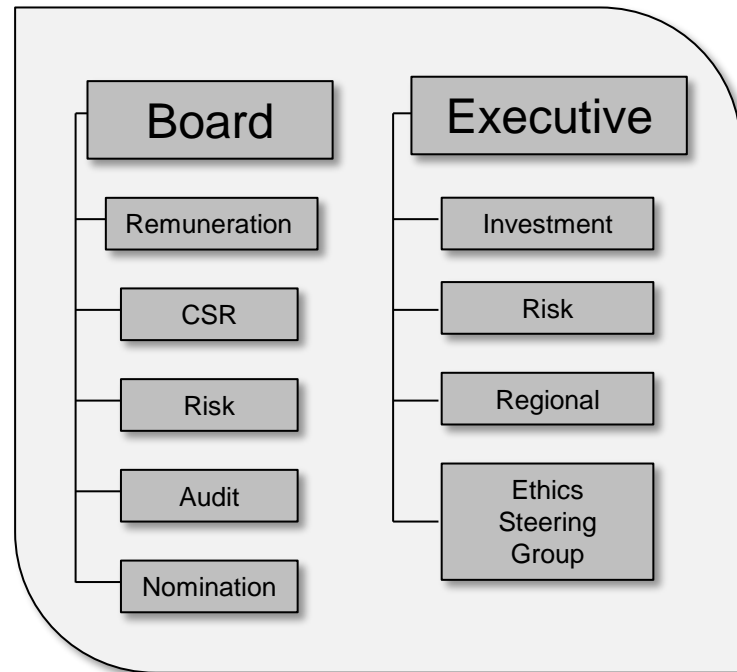 Board
Remuneration
CSR
Risk
Audit
Nomination
Executive
Investment
Risk
Regional
Ethics
Steering
Group